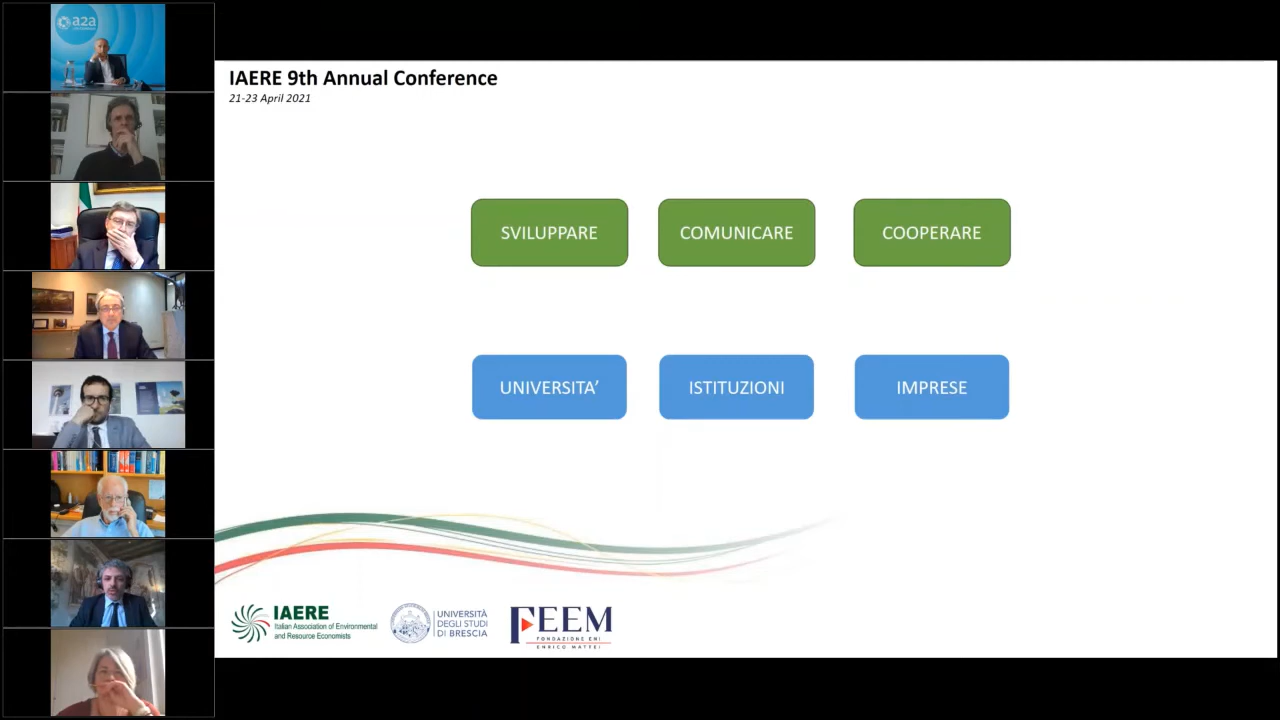 a2a
IAERE 9th Annual Conference
21-23 April 2021
SVILUPPARE
COMUNICARE
COOPERARE
UNIVERSITA’
ISTITUZIONI
IMPRESE
IAERE
Italian Association of Environmental
and Resource Economists
UNIVERSITÀ
DEGLI STUDI
DI BRESCIA
FEEM
FONDAZIONE ENI
ENRICO MATTEI